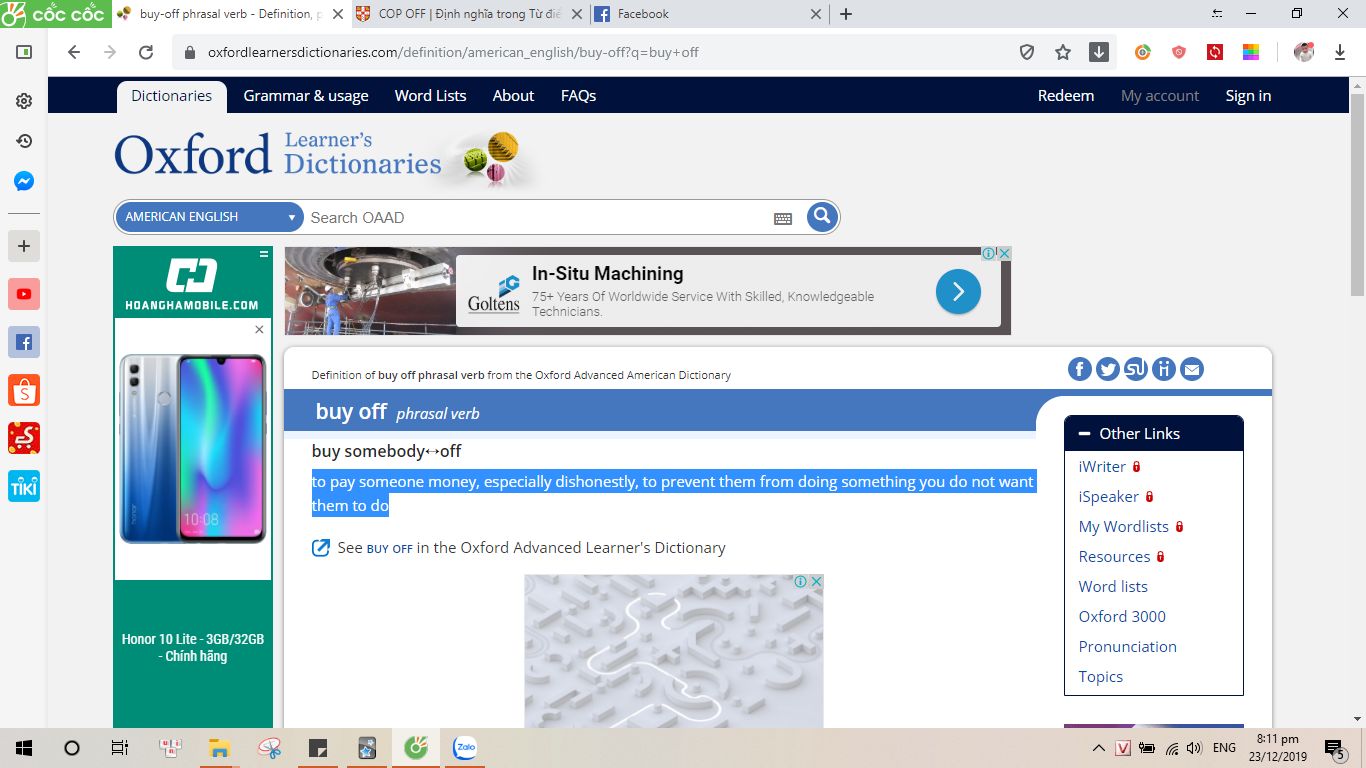 cốc cốc
buy-off phrasal verb - Definition, p
COP OFF | Định nghĩa trong Từ điể
Facebook
oxfordlearnersdictionaries.com/definition/american_english/buy-off?q=buy+off
Dictionaries
Grammar & usage
Word Lists
About
FAQs
Redeem
My account
Sign in
Oxford
Learner's
Dictionaries
AMERICAN ENGLISH
Search OAAD
HOANGHAMOBILE.COM
honor
10:08
Honor 10 Lite - 3GB/32GB
- Chính hãng
Goltens
In-Situ Machining
75+ Years Of Worldwide Service With Skilled, Knowledgeable
Technicians.
Definition of buy off phrasal verb from the Oxford Advanced American Dictionary
buy off phrasal verb
buy somebody↔off
to pay someone money, especially dishonestly, to prevent them from doing something you do not want
them to do
See BUY OFF in the Oxford Advanced Learner's Dictionary
Other Links
iWriter
iSpeaker
My Wordlists
Resources
Word lists
Oxford 3000
Pronunciation
Topics
TIKI
Zalo
V
ENG
8:11 pm
23/12/2019
5